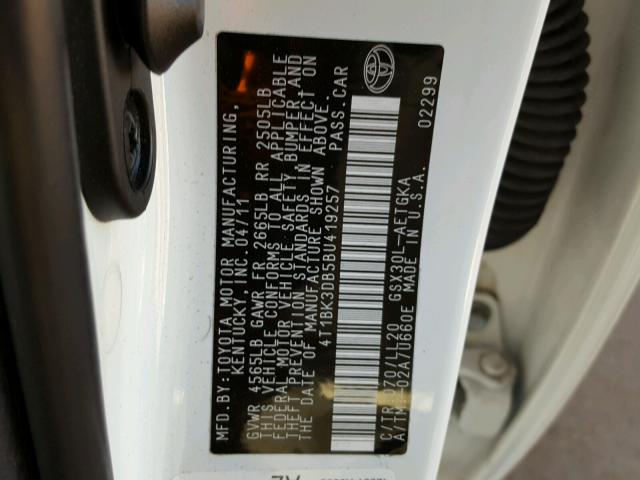 MFD.BY:TOYOTA MOTOR MANUFACTURING,
KENTUCKY, INC. 04/11
GVWR 4565LB GAWR FR 2665LB RR 2505LB
THIS VEHICLE CONFORMS TO ALL APPLICABLE
FEDERAL MOTOR VEHICLE SAFETY, BUMPER AND
THEFT PREVENTION STANDARDS IN EFFECT ON
THE DATE OF MANUFACTURE SHOWN ABOVE.
4T1BK3DB5BU419257 PASS.CAR
C/TR: 070/LL20 GSX30L-AETGKA
A/TM: -02A/U660E MADE IN U.S.A.
02299